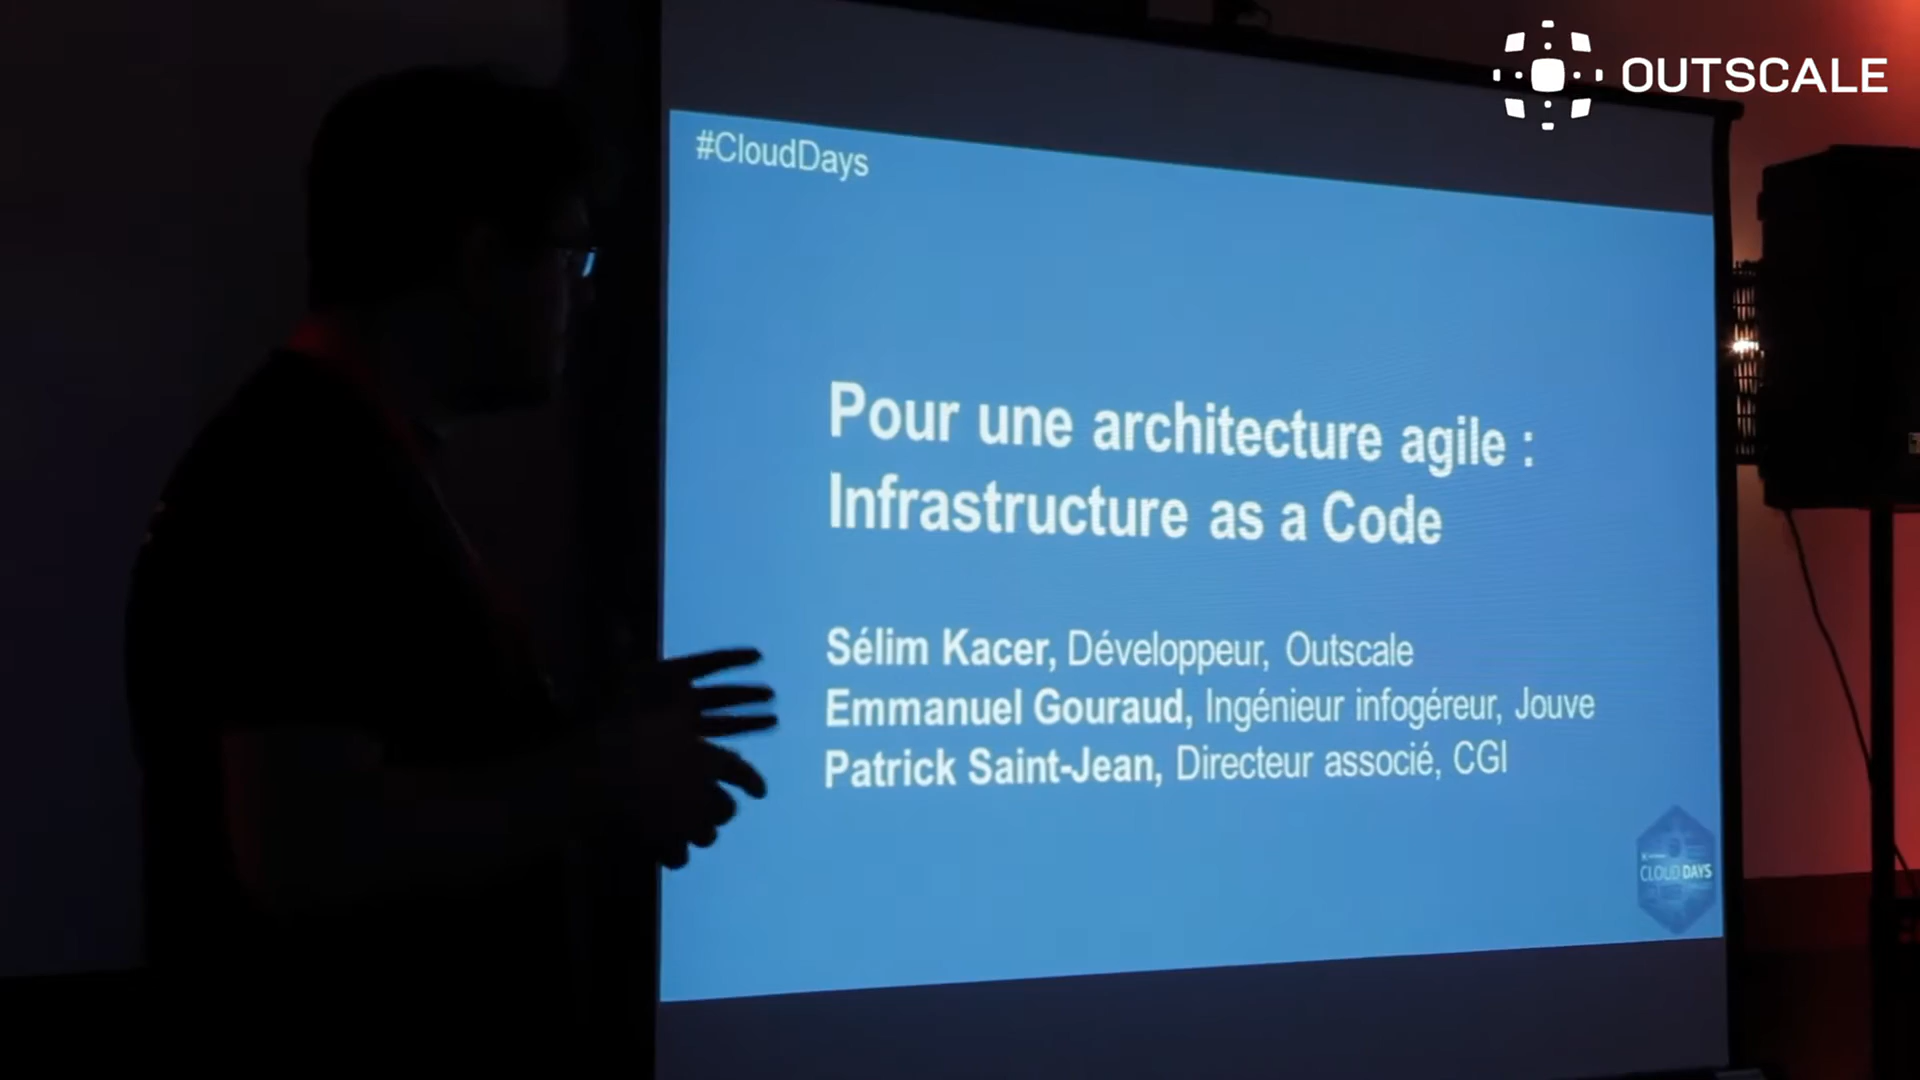 OUTSCALE
#CloudDays
Pour une architecture agile :
Infrastructure as a Code
Sélim Kacer, Développeur, Outscale
Emmanuel Gouraud, Ingénieur infogéreur, Jouve
Patrick Saint-Jean, Directeur associé, CGI
CLOUD DAYS